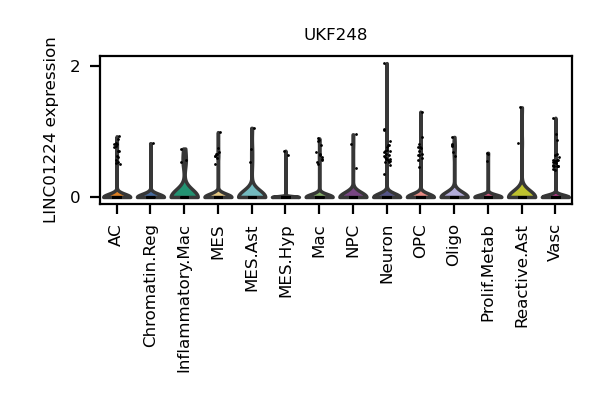 UKF248
LINC01224 expression
2
0
AC
Chromatin.Reg
Inflammatory.Mac
MES
MES.Ast
MES.Hyp
Mac
NPC
Neuron
OPC
Oligo
Prolif.Metab
Reactive.Ast
Vasc